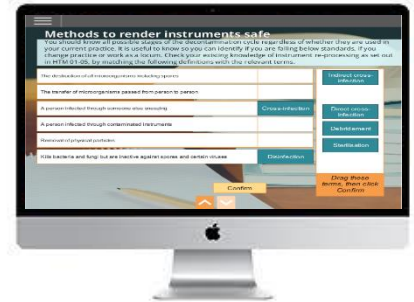 Methods to render instruments safe
You should know all possible stages of the decontamination cycle regardless of whether they are used in
your current practice. It is useful to know so you can identify if you are falling below standards, if you
change practice or work as a locum. Check your existing knowledge of instrument re-processing as set out
in HTM 01-05, by matching the following definitions with the relevant terms.
The destruction of all microorganisms including spores
The transfer of microorganisms passed from person to person
A person infected through someone else sneezing
A person infected through contaminated instruments
Removal of physical particles
Kills bacteria and fungi but are inactive against spores and certain viruses
Cross-infection
Disinfection
Indirect cross-
infection
Direct cross-
infection
Debridement
Sterilisation
Drag these
terms, then click
Confirm
Confirm